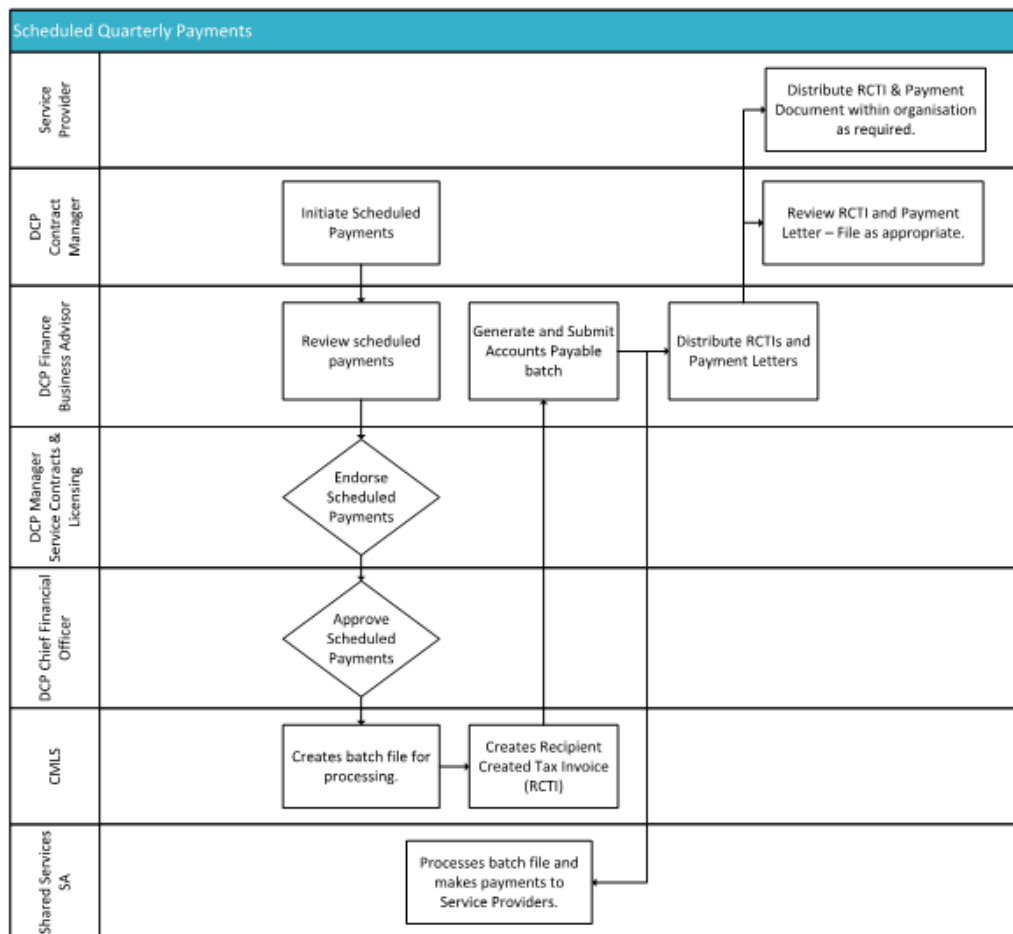 Scheduled Quarterly Payments
Service
Provider
Distribute RCTI & Payment
Document within organisation
as required.
DCP
Contract
Manager
Initiate Scheduled
Payments
Review RCTI and Payment
Letter – File as appropriate.
DCP Finance
Business Advisor
Review scheduled
payments
Generate and Submit
Accounts Payable
batch
Distribute RCTIs and
Payment Letters
DCP Manager
Service Contracts &
Licensing
Endorse
Scheduled
Payments
DCP Chief Financial
Officer
Approve
Scheduled
Payments
CMLS
Creates batch file for
processing.
Creates Recipient
Created Tax Invoice
(RCTI)
Shared Services
SA
Processes batch file and
makes payments to
Service Providers.